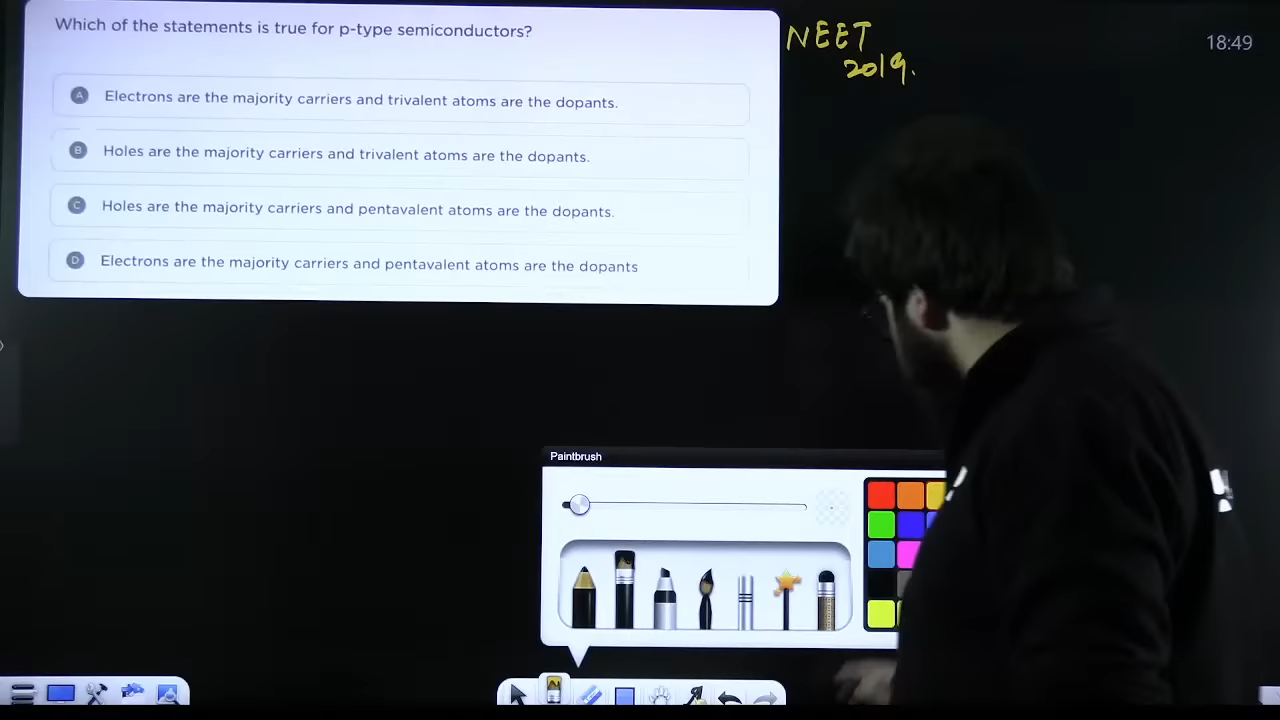 Which of the statements is true for p-type semiconductors?
NEET
2019.
18:49
A Electrons are the majority carriers and trivalent atoms are the dopants.
B Holes are the majority carriers and trivalent atoms are the dopants.
C Holes are the majority carriers and pentavalent atoms are the dopants.
D Electrons are the majority carriers and pentavalent atoms are the dopants
Paintbrush